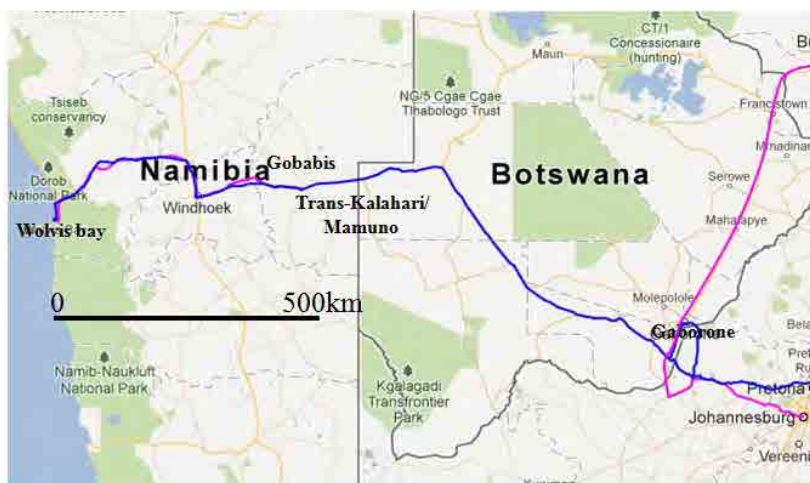 CT/1
Concessionaire
(hunting)
Maun
NG/5 Cgae Cgae
Tlhabologo Trust
Tsiseb
conservancy
Francistown
Gobabis
Namibia
Botswana
Dorob
National Park
Serowe
Windhoek
Trans-Kalahari/
Mamuno
Wolvis bay
Mahalapye
0 500km
Molepolole
Gaborone
Namib-Naukluft
National Park
Kgalagadi
Transfrontier
Park
Pretoria
Johannesburg